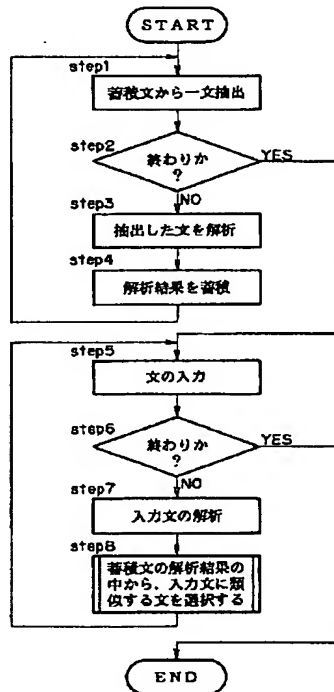 START
step1
蓄積文から一文抽出
step2
終わりか
?
YES
NO
step3
抽出した文を解析
step4
解析結果を蓄積
step5
文の入力
step6
終わりか
?
YES
NO
step7
入力文の解析
step8
蓄積文の解析結果の
中から、入力文に類
似する文を選択する
END